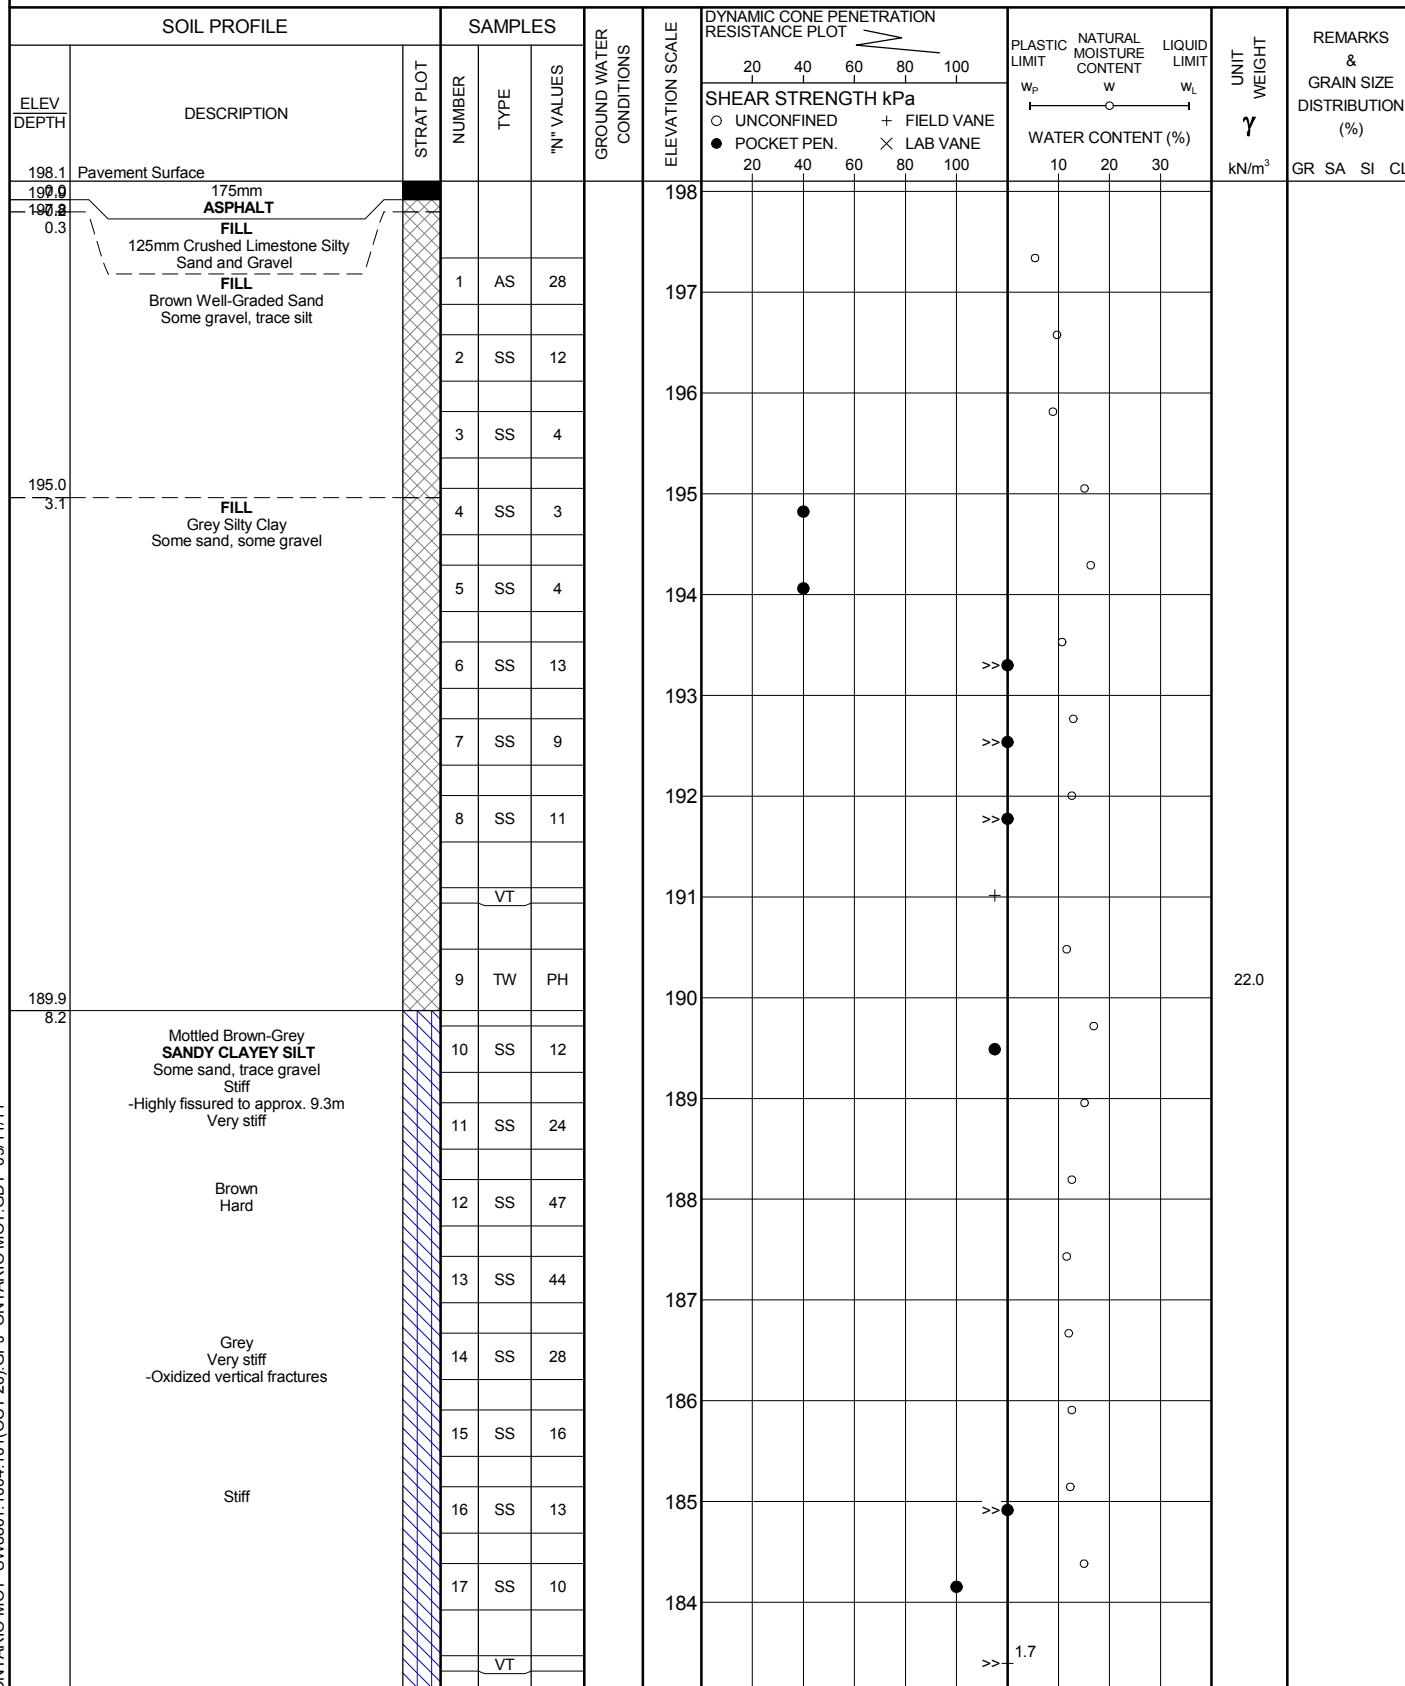 SOIL PROFILE
SAMPLES
GROUND WATER
CONDITIONS
ELEVATION SCALE
DYNAMIC CONE PENETRATION
RESISTANCE PLOT
20 40 60 80 100
SHEAR STRENGTH kPa
○ UNCONFINED + FIELD VANE
● POCKET PEN. × LAB VANE
20 40 60 80 100
PLASTIC
LIMIT
NATURAL
MOISTURE
CONTENT
LIQUID
LIMIT
WP W WL
WATER CONTENT (%)
10 20 30
UNIT
WEIGHT
γ
kN/m³
REMARKS
&
GRAIN SIZE
DISTRIBUTION
(%)
GR SA SI CL
ELEV
DEPTH
DESCRIPTION
STRAT PLOT
NUMBER
TYPE
"N" VALUES
198.1 Pavement Surface
0.3
175mm
ASPHALT
FILL
125mm Crushed Limestone Silty
Sand and Gravel
FILL
Brown Well-Graded Sand
Some gravel, trace silt
195.0
3.1
FILL
Grey Silty Clay
Some sand, some gravel
189.9
8.2
Mottled Brown-Grey
SANDY CLAYEY SILT
Some sand, trace gravel
Stiff
-Highly fissured to approx. 9.3m
Very stiff
Brown
Hard
Grey
Very stiff
-Oxidized vertical fractures
Stiff
1 AS 28
2 SS 12
3 SS 4
4 SS 3
5 SS 4
6 SS 13
7 SS 9
8 SS 11
VT
9 TW PH
10 SS 12
11 SS 24
12 SS 47
13 SS 44
14 SS 28
15 SS 16
16 SS 13
17 SS 10
VT
198
197
196
195
194
193
192
191
190
189
188
187
186
185
184
>>
>>
>>
>>
>> 1.7
22.0